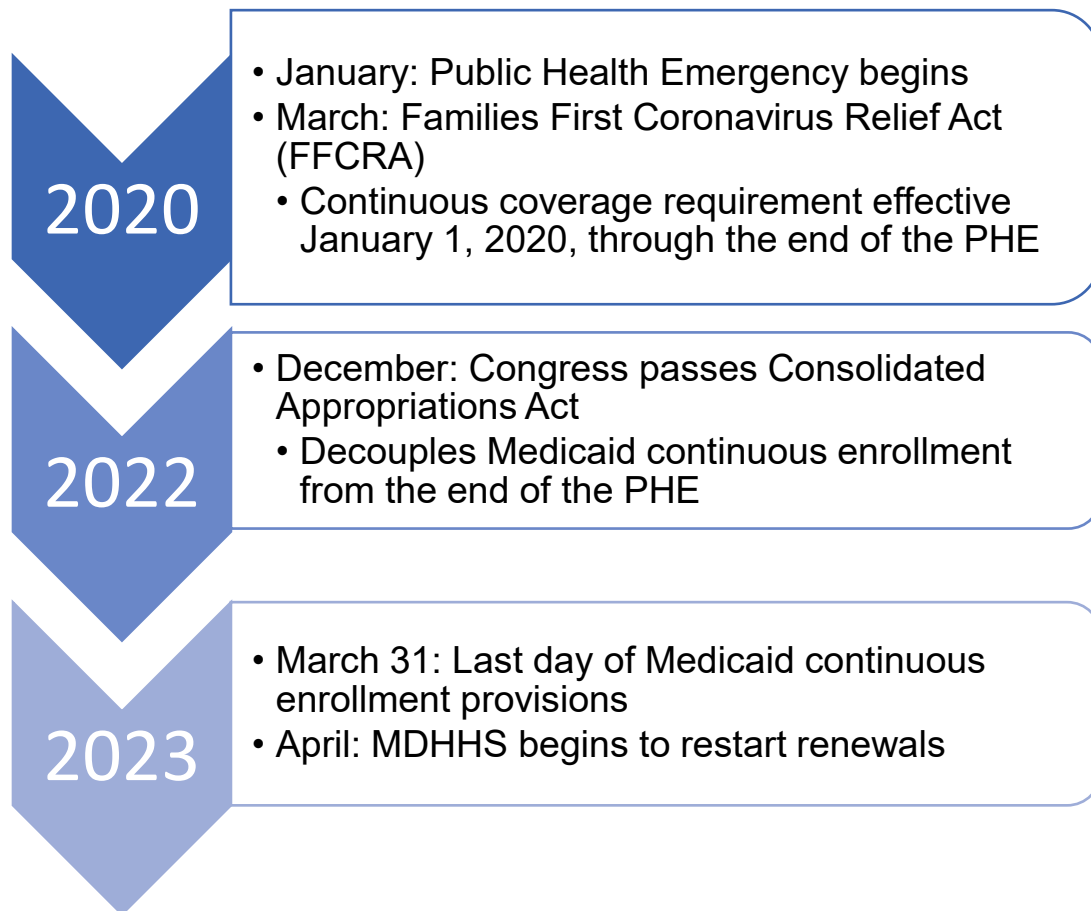 2020
• January: Public Health Emergency begins
• March: Families First Coronavirus Relief Act
(FFCRA)
• Continuous coverage requirement effective
January 1, 2020, through the end of the PHE
2022
• December: Congress passes Consolidated
Appropriations Act
• Decouples Medicaid continuous enrollment
from the end of the PHE
2023
• March 31: Last day of Medicaid continuous
enrollment provisions
• April: MDHHS begins to restart renewals